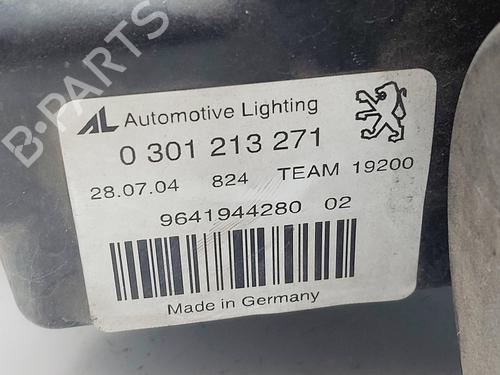 B-PARTS
AL Automotive Lighting
0 301 213 271
28.07.04 824 TEAM 19200
9641944280 02
Made in Germany